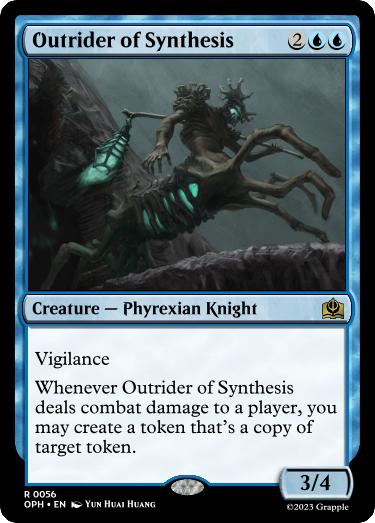 Outrider of Synthesis 2
Creature — Phyrexian Knight
Vigilance
Whenever Outrider of Synthesis
deals combat damage to a player, you
may create a token that's a copy of
target token.
3/4
R 0056
OPH • EN Yun Huai Huang
©2023 Grapple